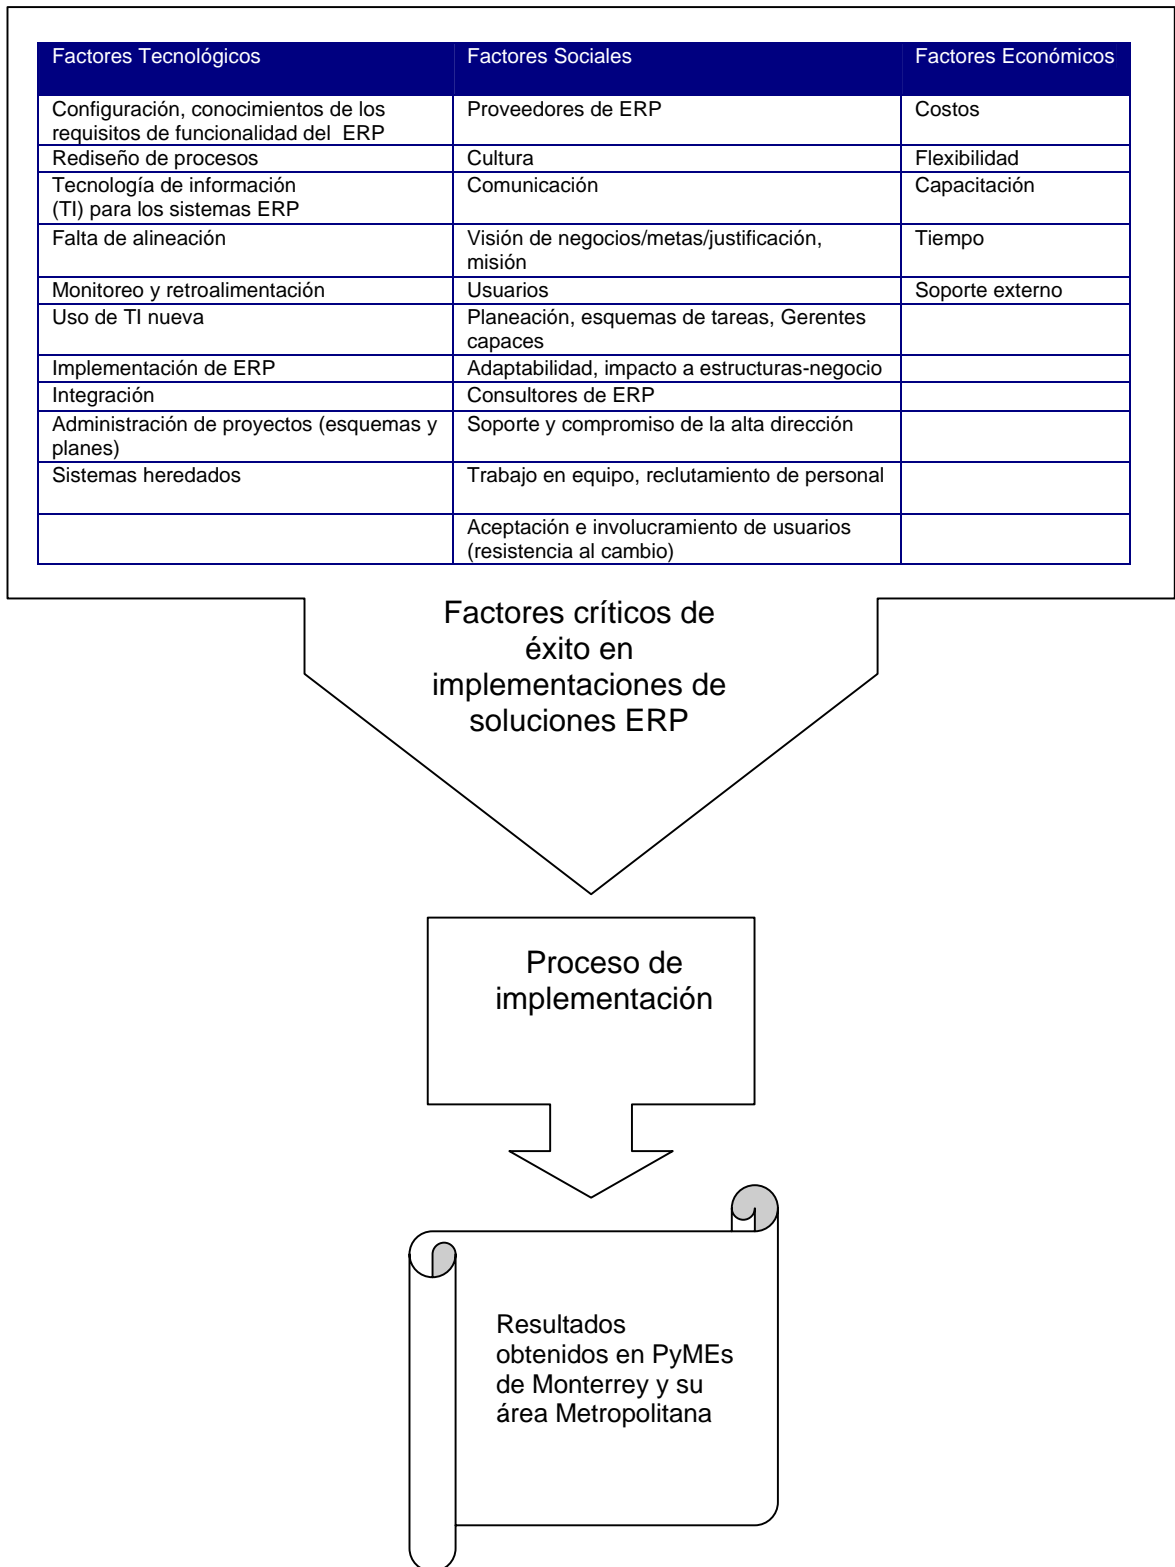 Factores Tecnológicos Factores Sociales Factores Económicos
Configuración, conocimientos de los
requisitos de funcionalidad del ERP
Proveedores de ERP
Costos
Rediseño de procesos
Cultura
Flexibilidad
Tecnología de información
(TI) para los sistemas ERP
Comunicación
Capacitación
Falta de alineación
Visión de negocios/metas/justificación,
misión
Tiempo
Monitoreo y retroalimentación
Usuarios
Soporte externo
Uso de TI nueva
Planeación, esquemas de tareas, Gerentes
capaces
Implementación de ERP
Adaptabilidad, impacto a estructuras-negocio
Integración
Consultores de ERP
Administración de proyectos (esquemas y
planes)
Soporte y compromiso de la alta dirección
Sistemas heredados
Trabajo en equipo, reclutamiento de personal
Aceptación e involucramiento de usuarios
(resistencia al cambio)
Factores críticos de
éxito en
implementaciones de
soluciones ERP
Proceso de
implementación
Resultados
obtenidos en PyMEs
de Monterrey y su
área Metropolitana